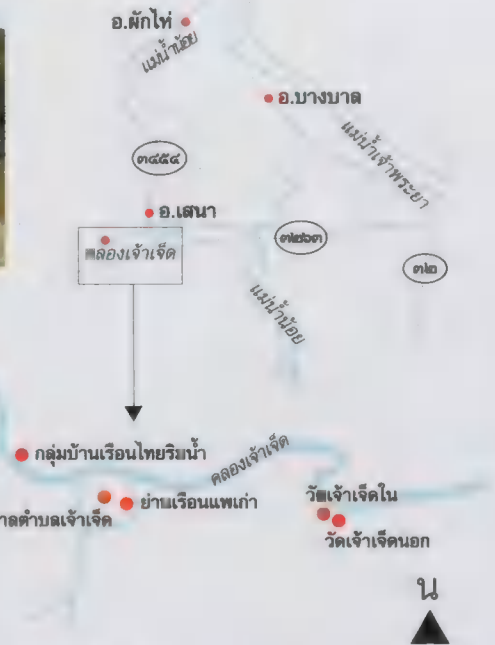 อ.ผักไห่
แม่น้ำน้อย
อ.บางบาล
แม่น้ำเจ้าพระยา
๓๔๕๔
อ.เสนา
๓๒๖๓
คลองเจ้าเจ็ด
๓๒
แม่น้ำน้อย
กลุ่มบ้านเรือนไทยริมน้ำ
คลองเจ้าเจ็ด
ย่านเรือนแพเก่า
าลตำบลเจ้าเจ็ด
วัดเจ้าเจ็ดใน
วัดเจ้าเจ็ดนอก
น